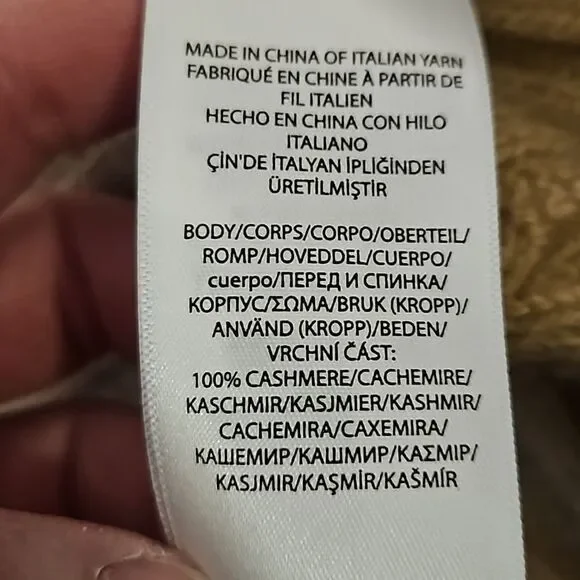 MADE IN CHINA OF ITALIAN YARN
FABRIQUÉ EN CHINE À PARTIR DE
FIL ITALIEN
HECHO EN CHINA CON HILO
ITALIANO
ÇİN'DE İTALYAN İPLİĞİNDEN
ÜRETİLMİŞTİR
BODY/CORPS/CORPO/OBERTEIL/
ROMP/HOVEDDEL/CUERPO/
cuerpo/ПЕРЕД И СПИНКА/
КОРПУС/ΣΩΜΑ/BRUK (KROPP)/
ANVÄND (KROPP)/BEDEN/
VRCHNÍ ČÁST:
100% CASHMERE/CACHEMIRE/
KASCHMIR/KASJMIER/KASHMIR/
CACHEMIRA/CAXEMIRA/
КАШЕМИР/КАШМИР/ΚΑΣΜΙΡ/
KASJMIR/KAŞMİR/KAŠMÍR